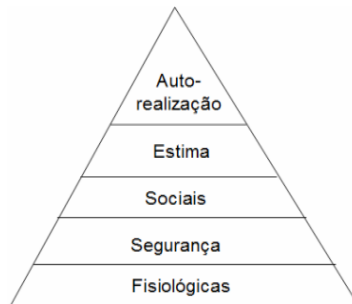 Auto-
realização
Estima
Sociais
Segurança
Fisiológicas